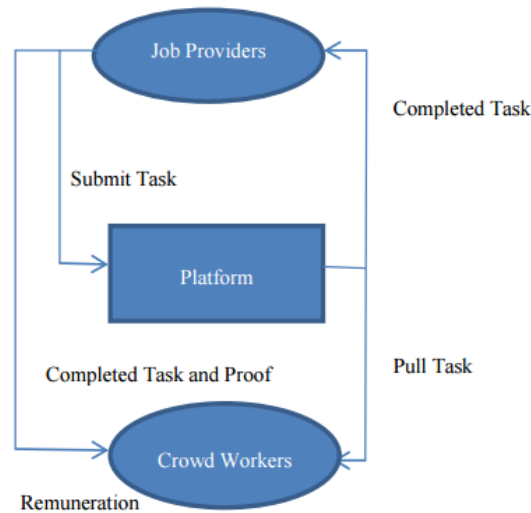 Job Providers
Completed Task
Submit Task
Platform
Completed Task and Proof
Pull Task
Crowd Workers
Remuneration